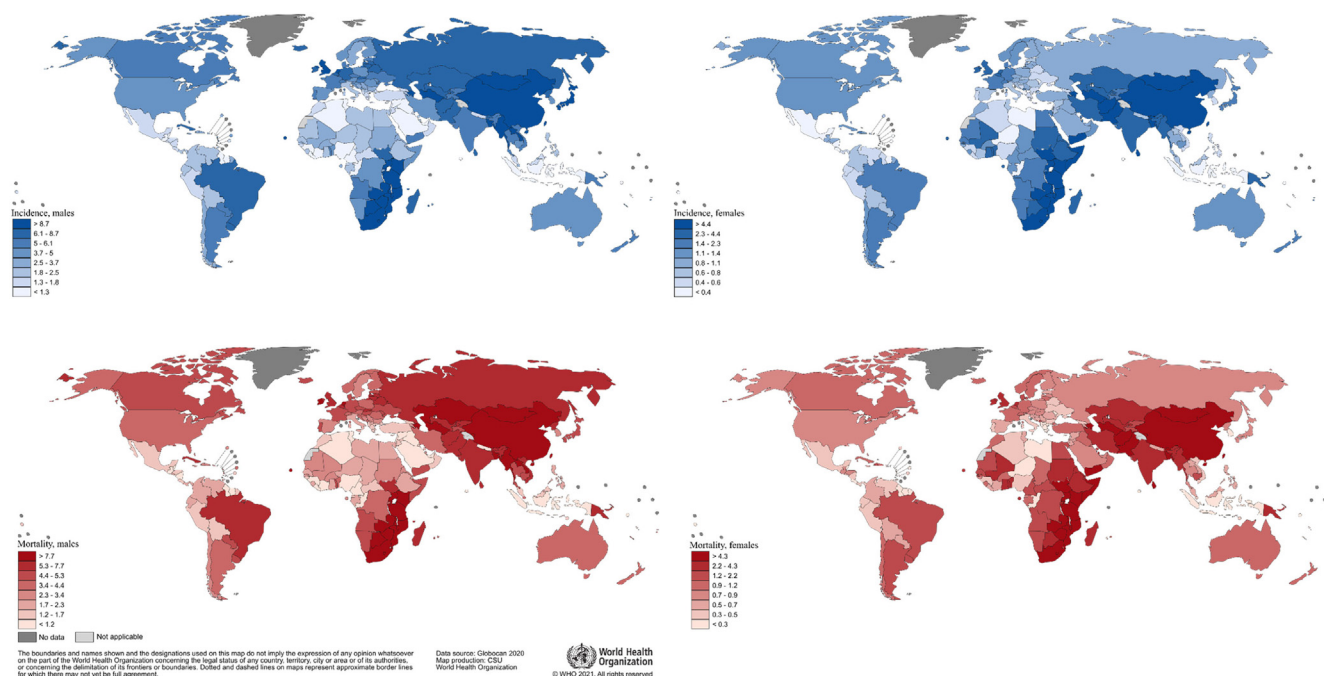 Incidence, males
> 8.7
6.1 - 8.7
5 - 6.1
3.7 - 5
2.5 - 3.7
1.8 - 2.5
1.3 - 1.8
< 1.3
Incidence, females
> 4.4
2.3 - 4.4
1.4 - 2.3
1.1 - 1.4
0.8 - 1.1
0.6 - 0.8
0.4 - 0.6
< 0.4
Mortality, males
> 7.7
5.3 - 7.7
4.4 - 5.3
3.4 - 4.4
2.3 - 3.4
1.7 - 2.3
1.2 - 1.7
< 1.2
No data Not applicable
Mortality, females
> 4.3
2.2 - 4.3
1.2 - 2.2
0.9 - 1.2
0.7 - 0.9
0.5 - 0.7
0.3 - 0.5
< 0.3
The boundaries and names shown and the designations used on this map do not imply the expression of any opinion whatsoever
on the part of the World Health Organization concerning the legal status of any country, territory, city or area or of its authorities,
or concerning the delimitation of its frontiers or boundaries. Dotted and dashed lines on maps represent approximate border lines
for which there may not yet be full agreement.
Data source: Globocan 2020
Map production: CSU
World Health Organization
World Health
Organization
© WHO 2021. All rights reserved